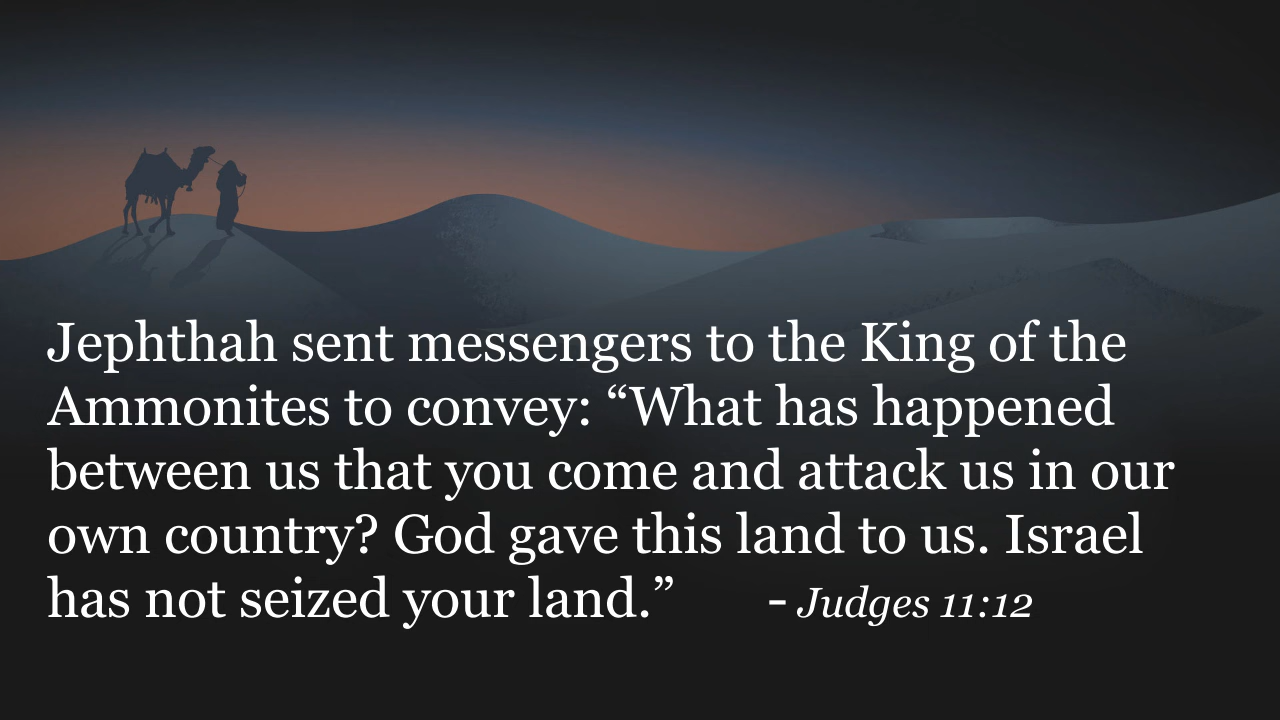 Jephthah sent messengers to the King of the
Ammonites to convey: “What has happened
between us that you come and attack us in our
own country? God gave this land to us. Israel
has not seized your land.” - Judges 11:12